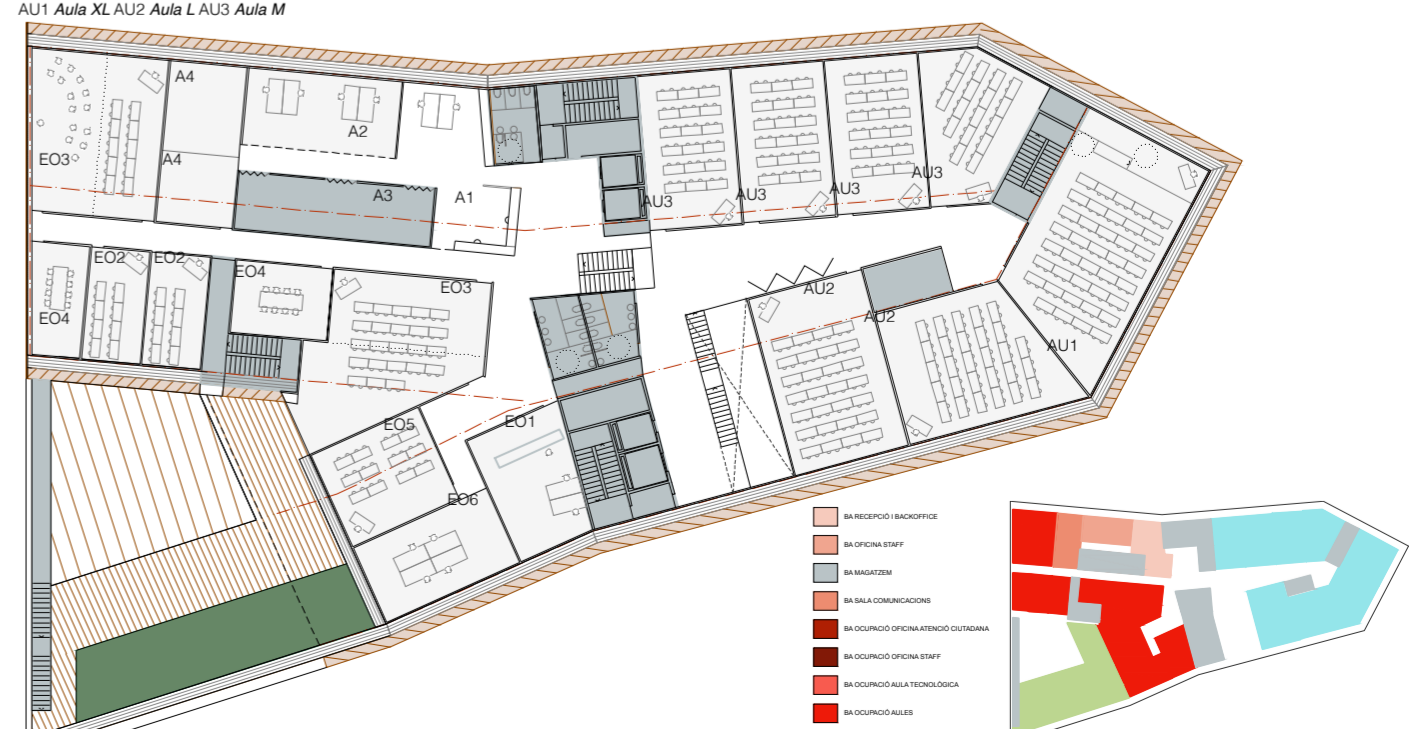 AU1 Aula XL AU2 Aula L AU3 Aula M
A4
EO3
A4
A2
A3
A1
AU3
AU3
AU3
AU3
EO2
EO2
EO4
EO4
EO3
AU2
AU2
AU1
EO5
EO1
EO6
BA RECEPCIÓ I BACKOFFICE
BA OFICINA STAFF
BA MAGATZEM
BA SALA COMUNICACIONS
BA OCUPACIÓ OFICINA ATENCIÓ CIUTADANA
BA OCUPACIÓ OFICINA STAFF
BA OCUPACIÓ AULA TECNOLÒGICA
BA OCUPACIÓ AULES